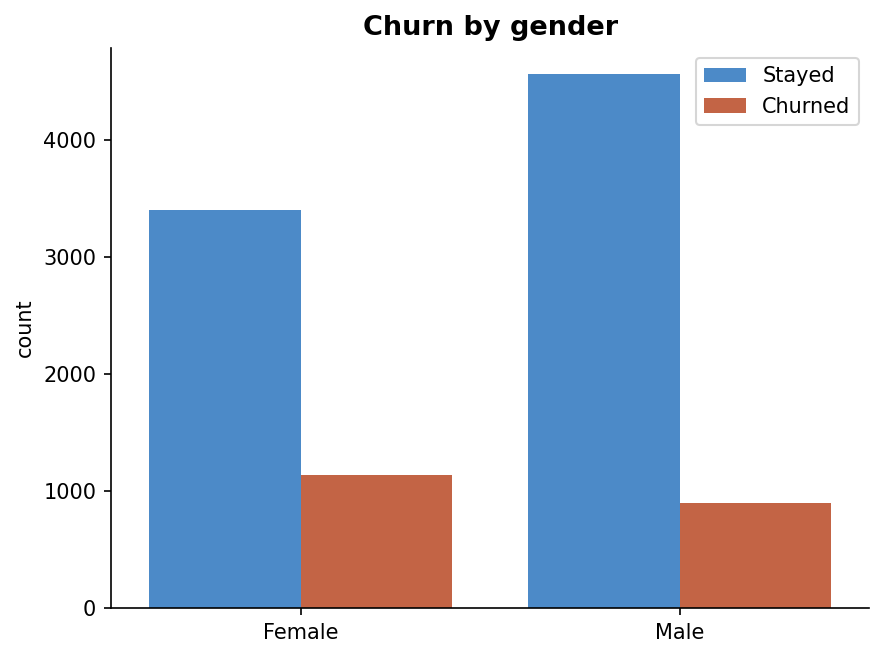 Churn by gender
Stayed
Churned
4000
3000
2000
1000
0
count
Female
Male